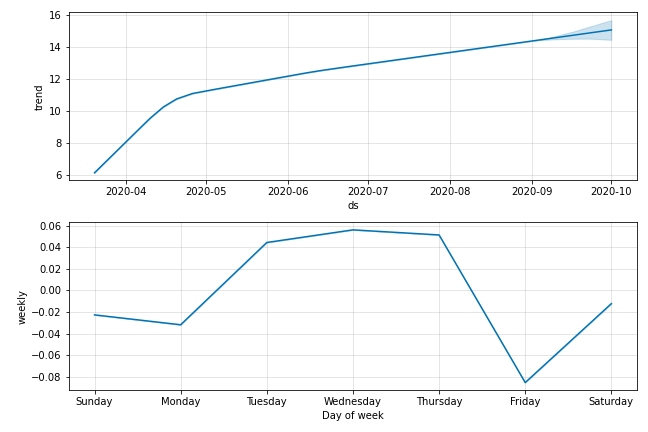 16
14
12
10
8
6
trend
2020-04 2020-05 2020-06 2020-07 2020-08 2020-09 2020-10
ds
0.06
0.04
0.02
0.00
−0.02
−0.04
−0.06
−0.08
weekly
Sunday Monday Tuesday Wednesday Thursday Friday Saturday
Day of week